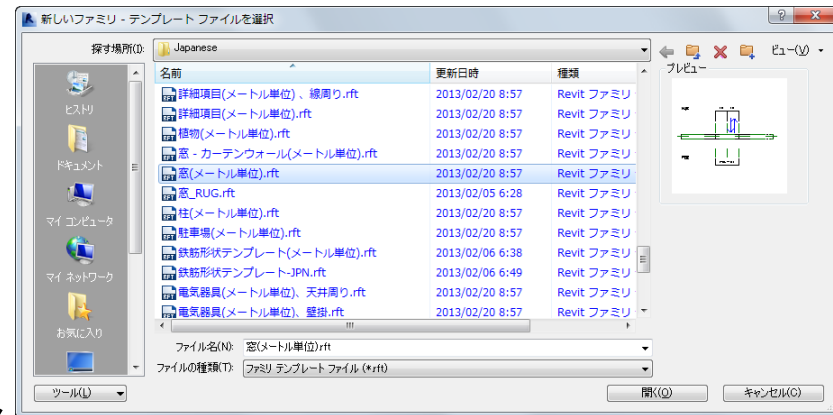 新しいファミリ - テンプレート ファイルを選択
探す場所(I): Japanese ビュー(V)
プレビュー
ヒストリ
ドキュメント
マイ コンピュータ
マイ ネットワーク
お気に入り
名前 更新日時 種類
詳細項目(メートル単位) 、線周り.rft 2013/02/20 8:57 Revit ファミリ
詳細項目(メートル単位).rft 2013/02/20 8:57 Revit ファミリ
植物(メートル単位).rft 2013/02/20 8:57 Revit ファミリ
窓 - カーテンウォール(メートル単位).rft 2013/02/20 8:57 Revit ファミリ
窓(メートル単位).rft 2013/02/20 8:57 Revit ファミリ
窓_RUG.rft 2013/02/05 6:28 Revit ファミリ
柱(メートル単位).rft 2013/02/20 8:57 Revit ファミリ
駐車場(メートル単位).rft 2013/02/20 8:57 Revit ファミリ
鉄筋形状テンプレート(メートル単位).rft 2013/02/06 6:38 Revit ファミリ
鉄筋形状テンプレート-JPN.rft 2013/02/06 6:49 Revit ファミリ
電気器具(メートル単位)、天井周り.rft 2013/02/20 8:57 Revit ファミリ
電気器具(メートル単位)、壁掛.rft 2013/02/20 8:57 Revit ファミリ
ファイル名(N): 窓(メートル単位).rft
ファイルの種類(T): ファミリ テンプレート ファイル (*.rft)
ツール(L) 開く(O) キャンセル(C)